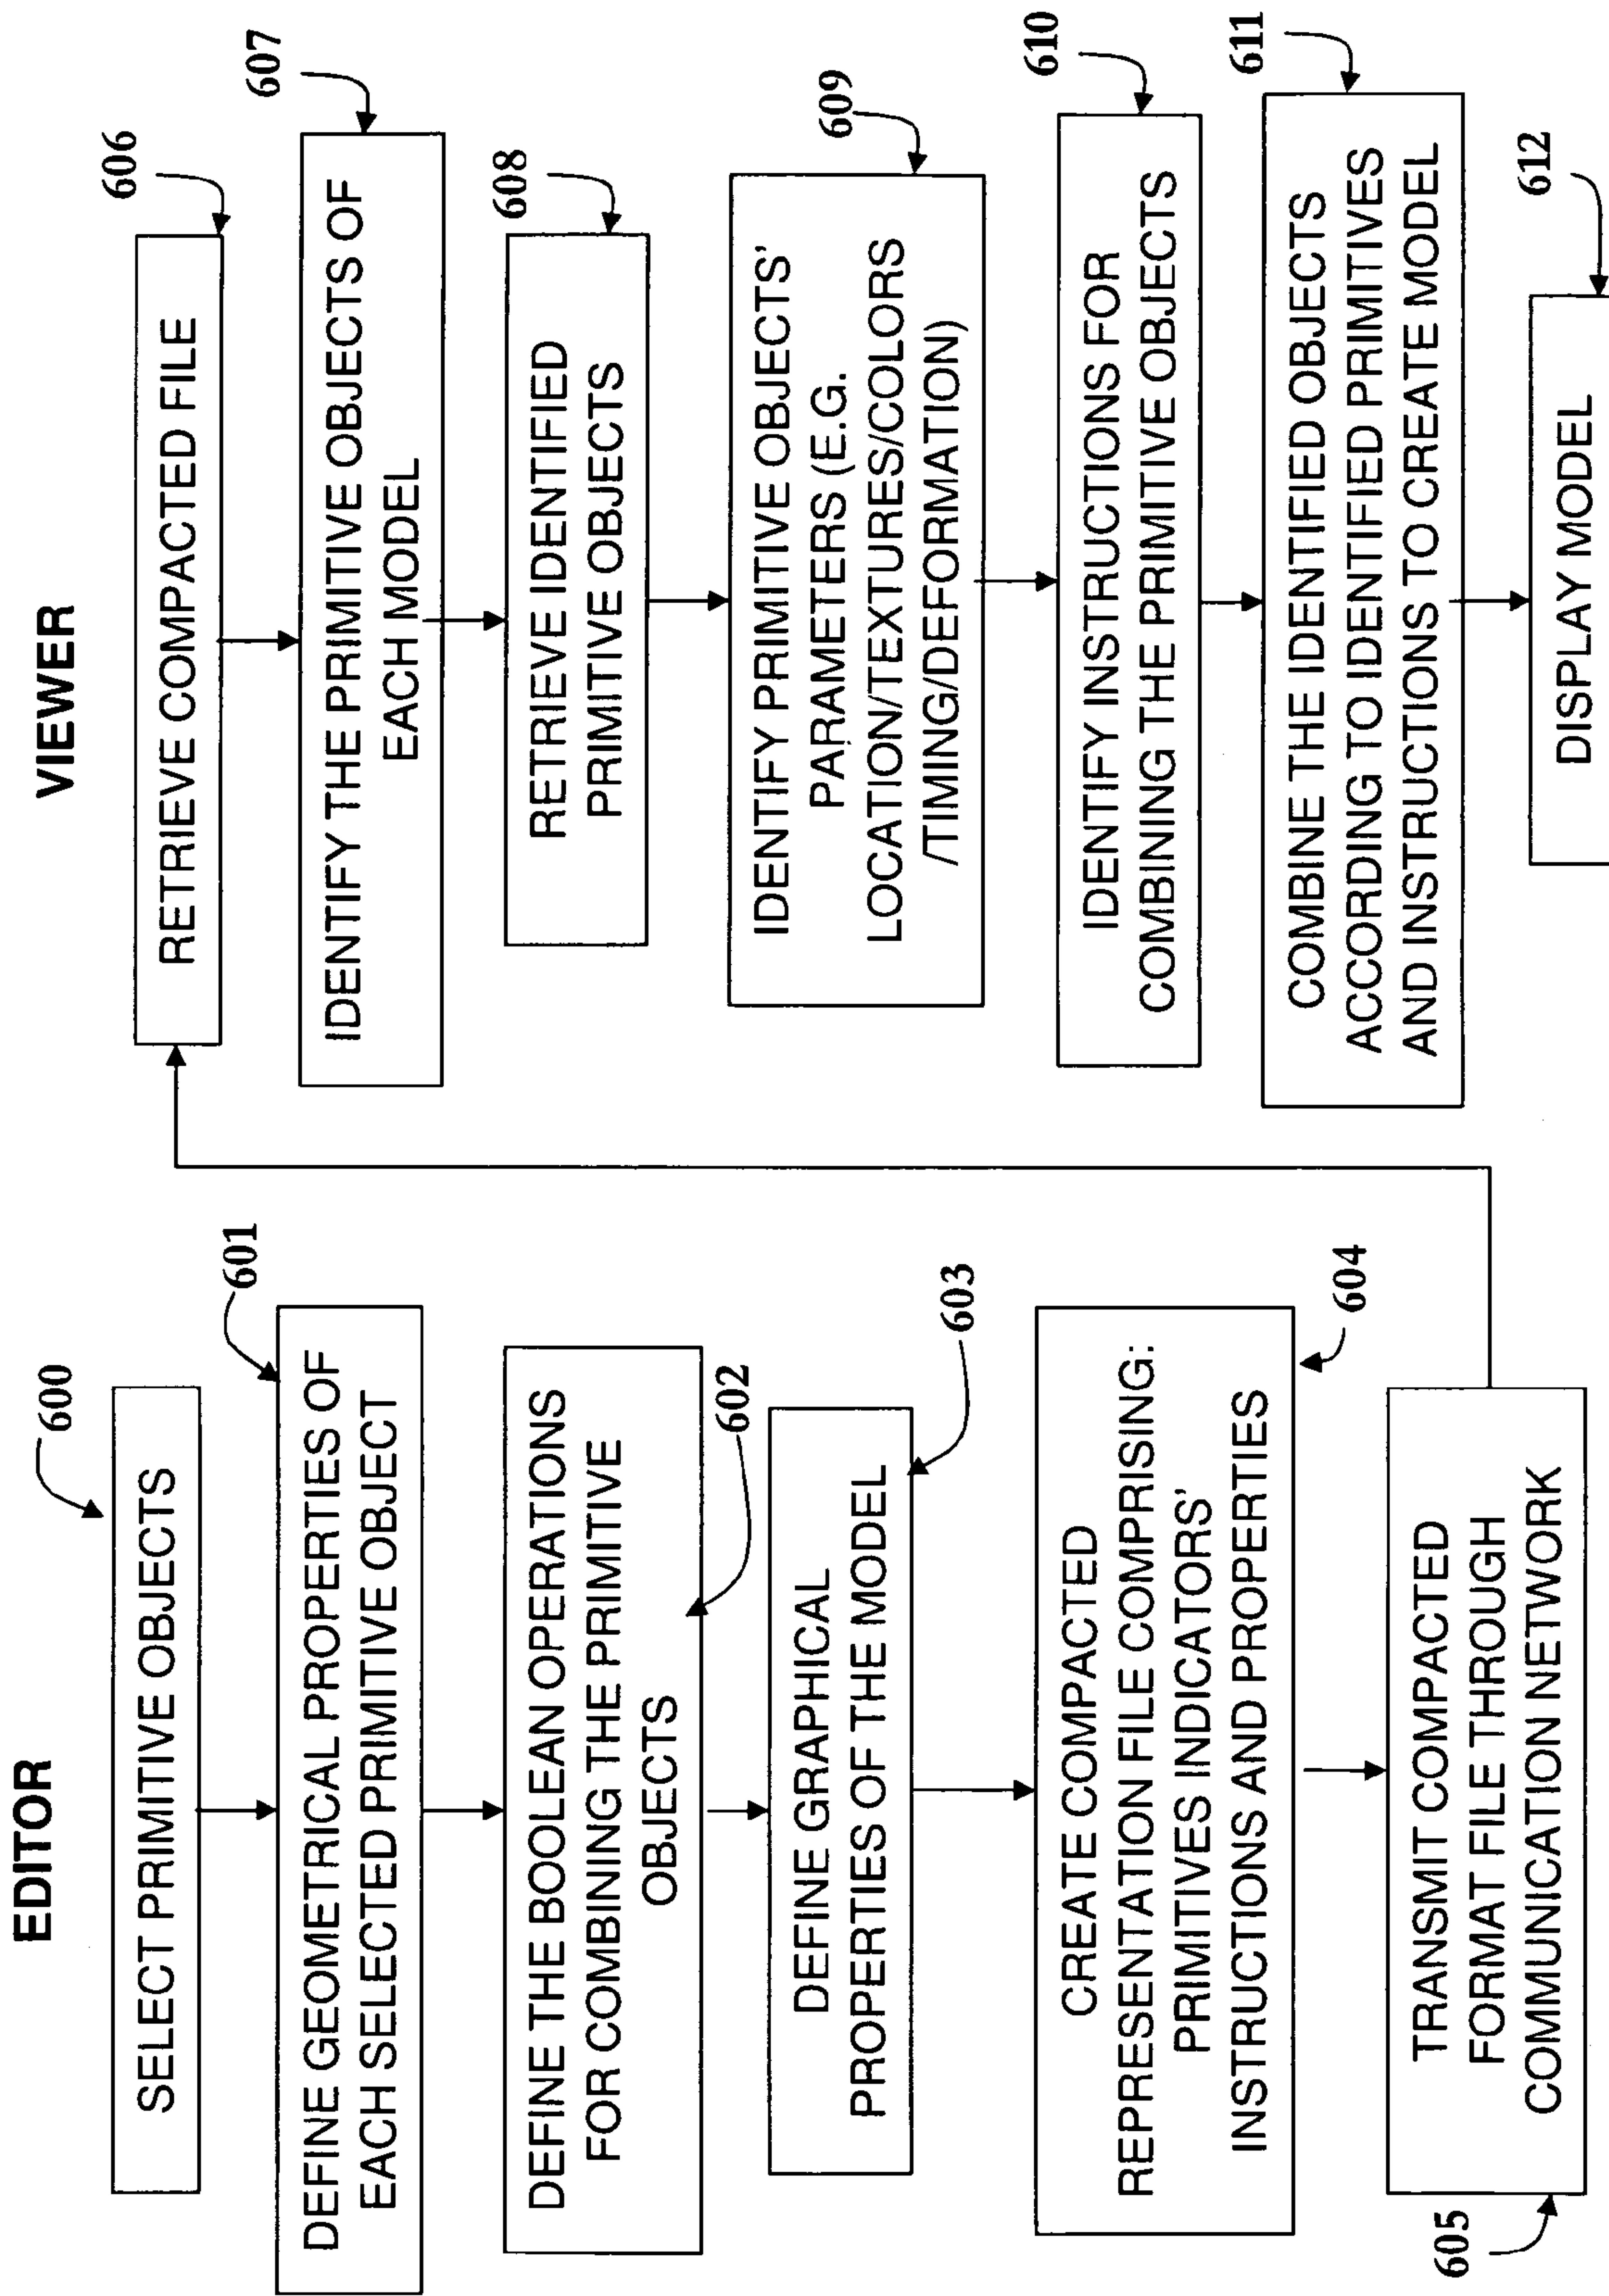 EDITOR
600
SELECT PRIMITIVE OBJECTS
601
DEFINE GEOMETRICAL PROPERTIES OF
EACH SELECTED PRIMITIVE OBJECT
DEFINE THE BOOLEAN OPERATIONS
FOR COMBINING THE PRIMITIVE
OBJECTS
602
DEFINE GRAPHICAL
PROPERTIES OF THE MODEL
603
CREATE COMPACTED
REPRESENTATION FILE COMPRISING:
PRIMITIVES INDICATORS'
INSTRUCTIONS AND PROPERTIES
604
TRANSMIT COMPACTED
FORMAT FILE THROUGH
COMMUNICATION NETWORK
605
VIEWER
606
RETRIEVE COMPACTED FILE
607
IDENTIFY THE PRIMITIVE OBJECTS OF
EACH MODEL
608
RETRIEVE IDENTIFIED
PRIMITIVE OBJECTS
609
IDENTIFY PRIMITIVE OBJECTS'
PARAMETERS (E.G.
LOCATION/TEXTURES/COLORS
/TIMING/DEFORMATION)
610
IDENTIFY INSTRUCTIONS FOR
COMBINING THE PRIMITIVE OBJECTS
611
COMBINE THE IDENTIFIED OBJECTS
ACCORDING TO IDENTIFIED PRIMITIVES
AND INSTRUCTIONS TO CREATE MODEL
612
DISPLAY MODEL